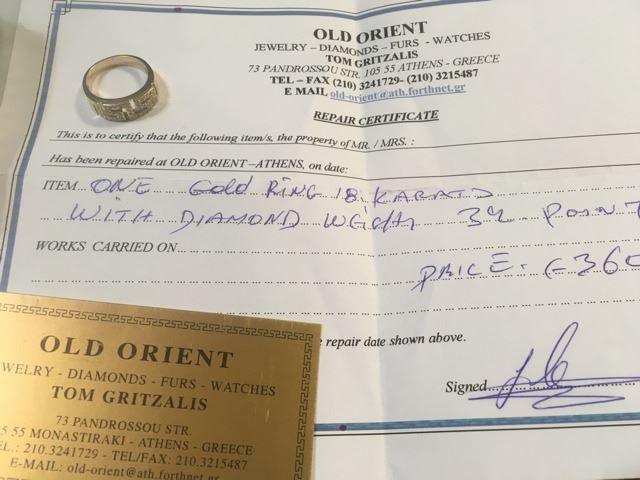 OLD ORIENT
JEWELRY – DIAMONDS – FURS - WATCHES
TOM GRITZALIS
73 PANDROSSOU STR. 105 55 ATHENS - GREECE
TEL – FAX (210) 3241729- (210) 3215487
E MAIL old-orient@ath.forthnet.gr
REPAIR CERTIFICATE
This is to certify that the following item/s, the property of MR. / MRS. :
Has been repaired at OLD ORIENT –ATHENS, on date:
ITEM ONE Gold RING 18 KARATS
WITH DIAMOND WEIGTH 32 POINT
WORKS CARRIED ON
PRICE. €360
repair date shown above.
Signed
OLD ORIENT
WELRY - DIAMONDS - FURS - WATCHES
TOM GRITZALIS
73 PANDROSSOU STR.
5 55 MONASTIRAKI - ATHENS - GREECE
EL.: 210.3241729 - TEL/FAX: 210.3215487
E-MAIL: old-orient@ath.forthnet.gr